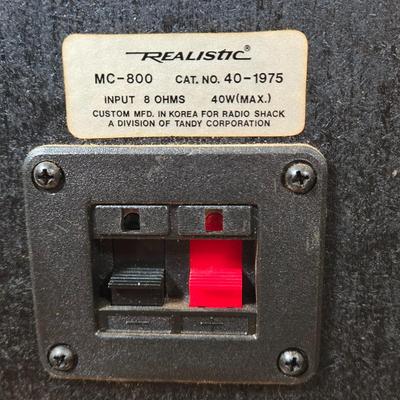 REALISTIC®
MC-800 CAT. NO. 40-1975
INPUT 8 OHMS 40W(MAX.)
CUSTOM MFD. IN KOREA FOR RADIO SHACK
A DIVISION OF TANDY CORPORATION
- +